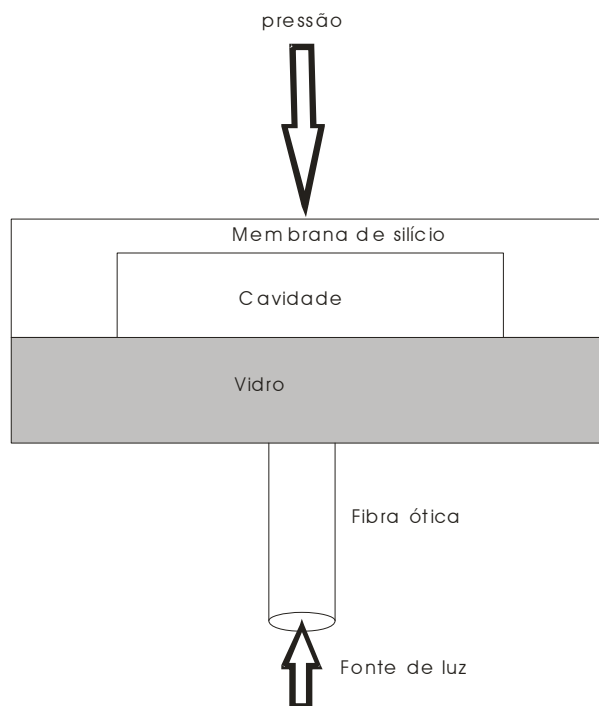 pressão
Membrana de silício
Cavidade
Vidro
Fibra ótica
Fonte de luz